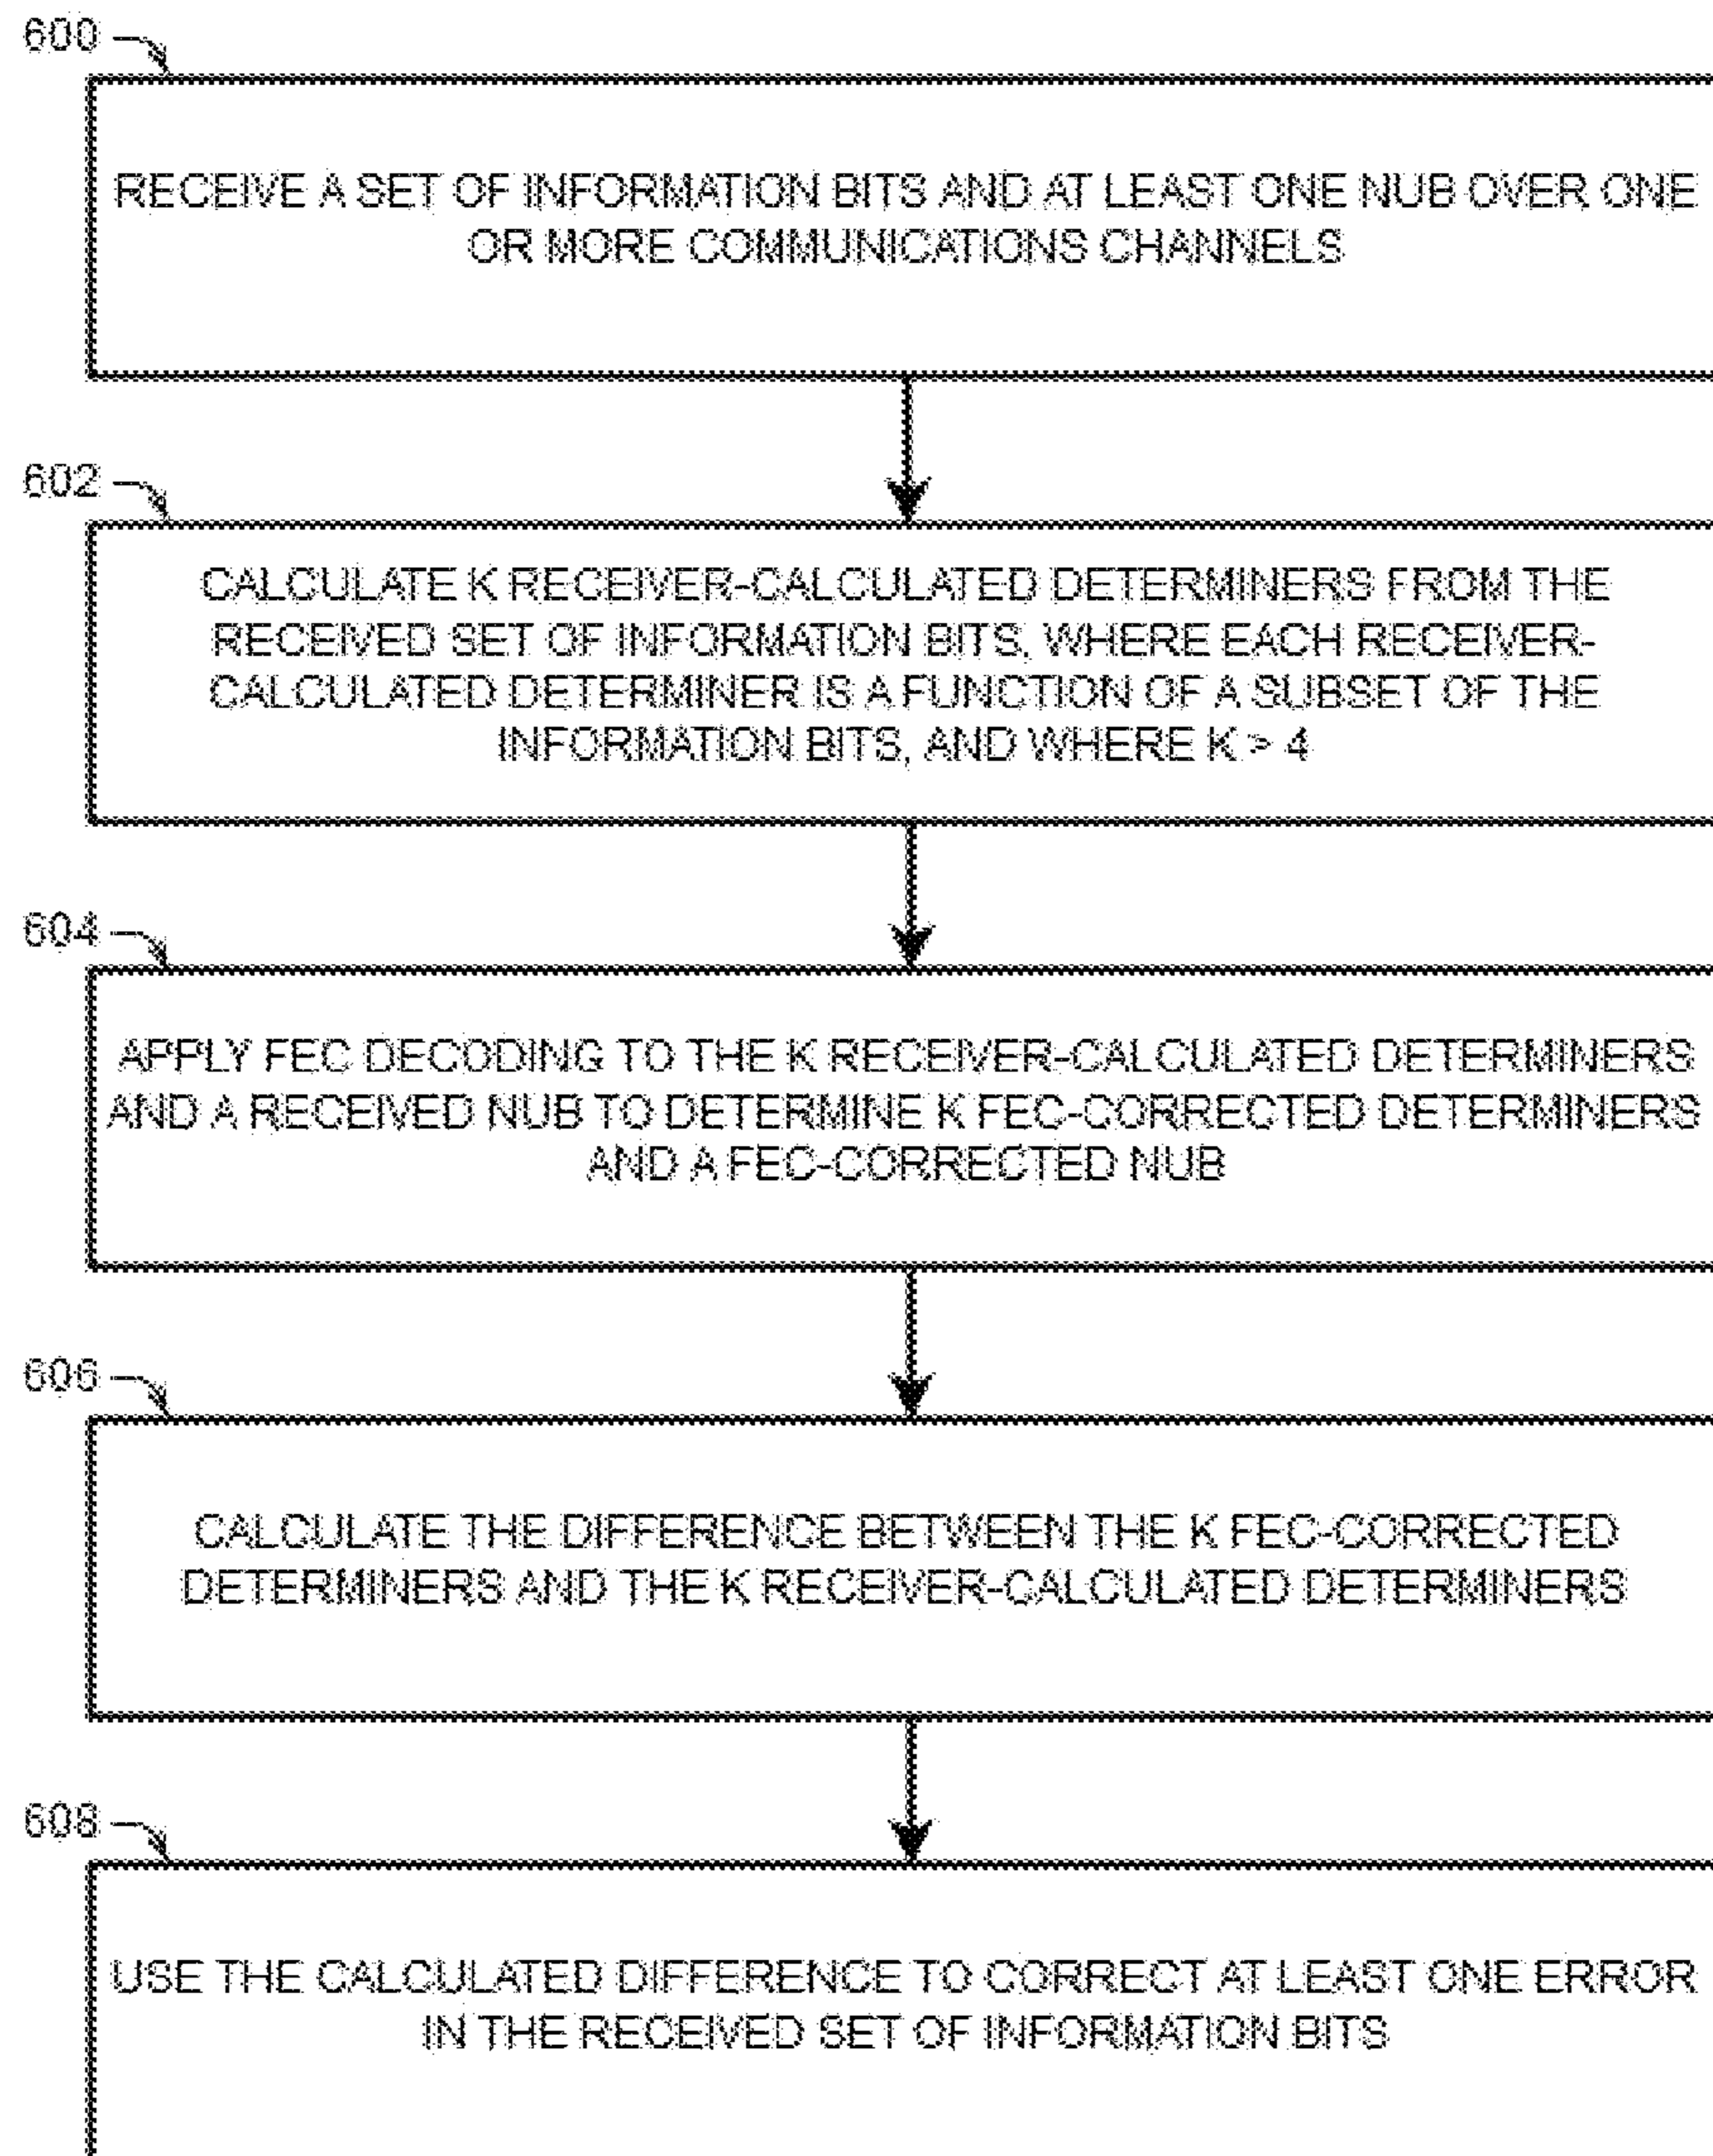 600
RECEIVE A SET OF INFORMATION BITS AND AT LEAST ONE NUB OVER ONE
OR MORE COMMUNICATIONS CHANNELS
602
CALCULATE K RECEIVER-CALCULATED DETERMINERS FROM THE
RECEIVED SET OF INFORMATION BITS, WHERE EACH RECEIVER-
CALCULATED DETERMINER IS A FUNCTION OF A SUBSET OF THE
INFORMATION BITS, AND WHERE K > 4
604
APPLY FEC DECODING TO THE K RECEIVER-CALCULATED DETERMINERS
AND A RECEIVED NUB TO DETERMINE K FEC-CORRECTED DETERMINERS
AND A FEC-CORRECTED NUB
606
CALCULATE THE DIFFERENCE BETWEEN THE K FEC-CORRECTED
DETERMINERS AND THE K RECEIVER-CALCULATED DETERMINERS
608
USE THE CALCULATED DIFFERENCE TO CORRECT AT LEAST ONE ERROR
IN THE RECEIVED SET OF INFORMATION BITS